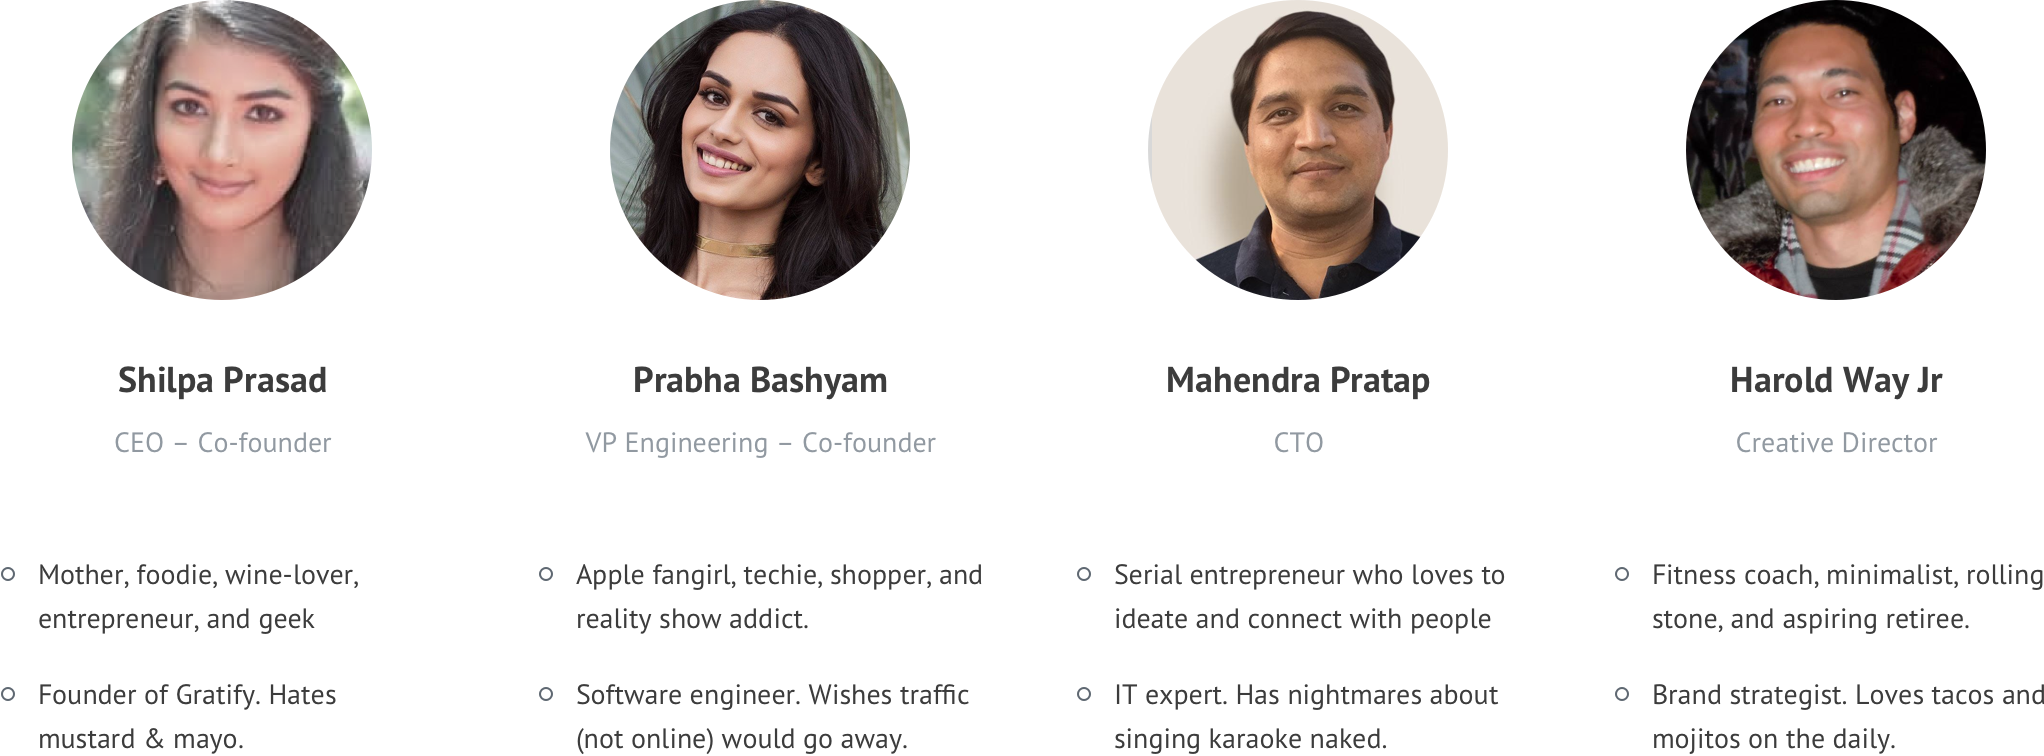 Shilpa Prasad
CEO – Co-founder
Mother, foodie, wine-lover,
entrepreneur, and geek
Founder of Gratify. Hates
mustard & mayo.
Prabha Bashyam
VP Engineering – Co-founder
Apple fangirl, techie, shopper, and
reality show addict.
Software engineer. Wishes traffic
(not online) would go away.
Mahendra Pratap
CTO
Serial entrepreneur who loves to
ideate and connect with people
IT expert. Has nightmares about
singing karaoke naked.
Harold Way Jr
Creative Director
Fitness coach, minimalist, rolling
stone, and aspiring retiree.
Brand strategist. Loves tacos and
mojitos on the daily.